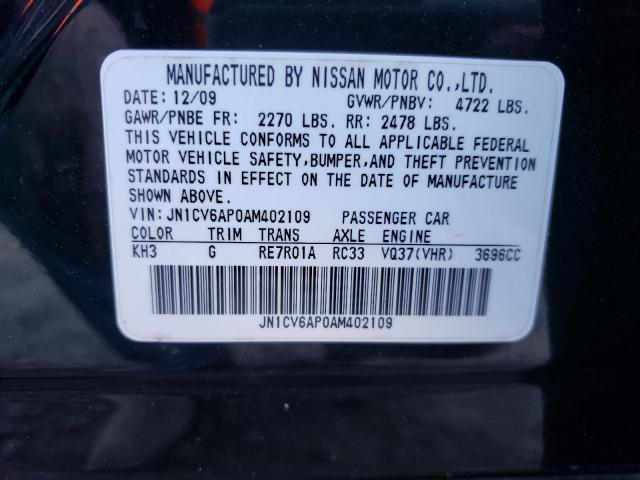 MANUFACTURED BY NISSAN MOTOR CO.,LTD.
DATE: 12/09 GVWR/PNBV: 4722 LBS.
GAWR/PNBE FR: 2270 LBS. RR: 2478 LBS.
THIS VEHICLE CONFORMS TO ALL APPLICABLE FEDERAL
MOTOR VEHICLE SAFETY,BUMPER,AND THEFT PREVENTION
STANDARDS IN EFFECT ON THE DATE OF MANUFACTURE
SHOWN ABOVE.
VIN: JN1CV6AP0AM402109 PASSENGER CAR
COLOR TRIM TRANS AXLE ENGINE
KH3 G RE7R01A RC33 VQ37(VHR) 3696CC
JN1CV6AP0AM402109